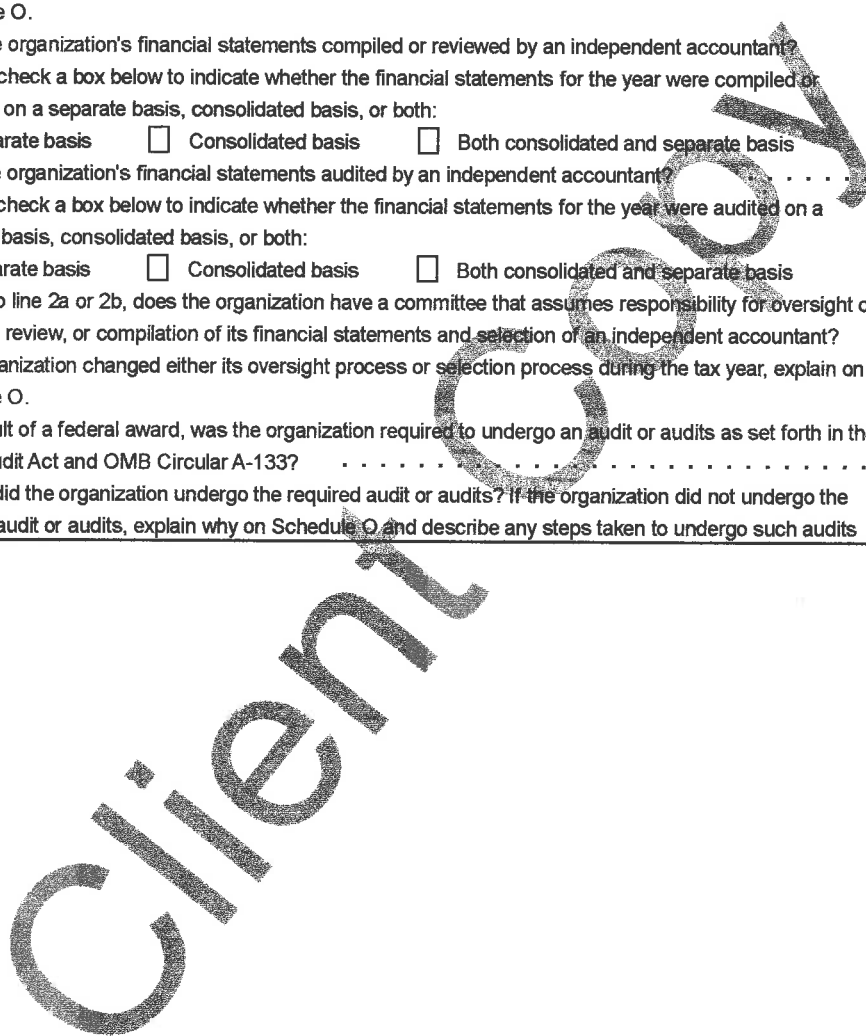 e O.
e organization's financial statements compiled or reviewed by an independent accountant?
check a box below to indicate whether the financial statements for the year were compiled or
on a separate basis, consolidated basis, or both:
arate basis ☐ Consolidated basis ☐ Both consolidated and separate basis
e organization's financial statements audited by an independent accountant? . . . . . . .
check a box below to indicate whether the financial statements for the year were audited on a
basis, consolidated basis, or both:
arate basis ☐ Consolidated basis ☐ Both consolidated and separate basis
o line 2a or 2b, does the organization have a committee that assumes responsibility for oversight o
review, or compilation of its financial statements and selection of an independent accountant?
anization changed either its oversight process or selection process during the tax year, explain on
e O.
ult of a federal award, was the organization required to undergo an audit or audits as set forth in th
udit Act and OMB Circular A-133? . . . . . . . . . . . . . . . . . . . . . . . . . . . . . .
did the organization undergo the required audit or audits? If the organization did not undergo the
audit or audits, explain why on Schedule O and describe any steps taken to undergo such audits
Client Copy